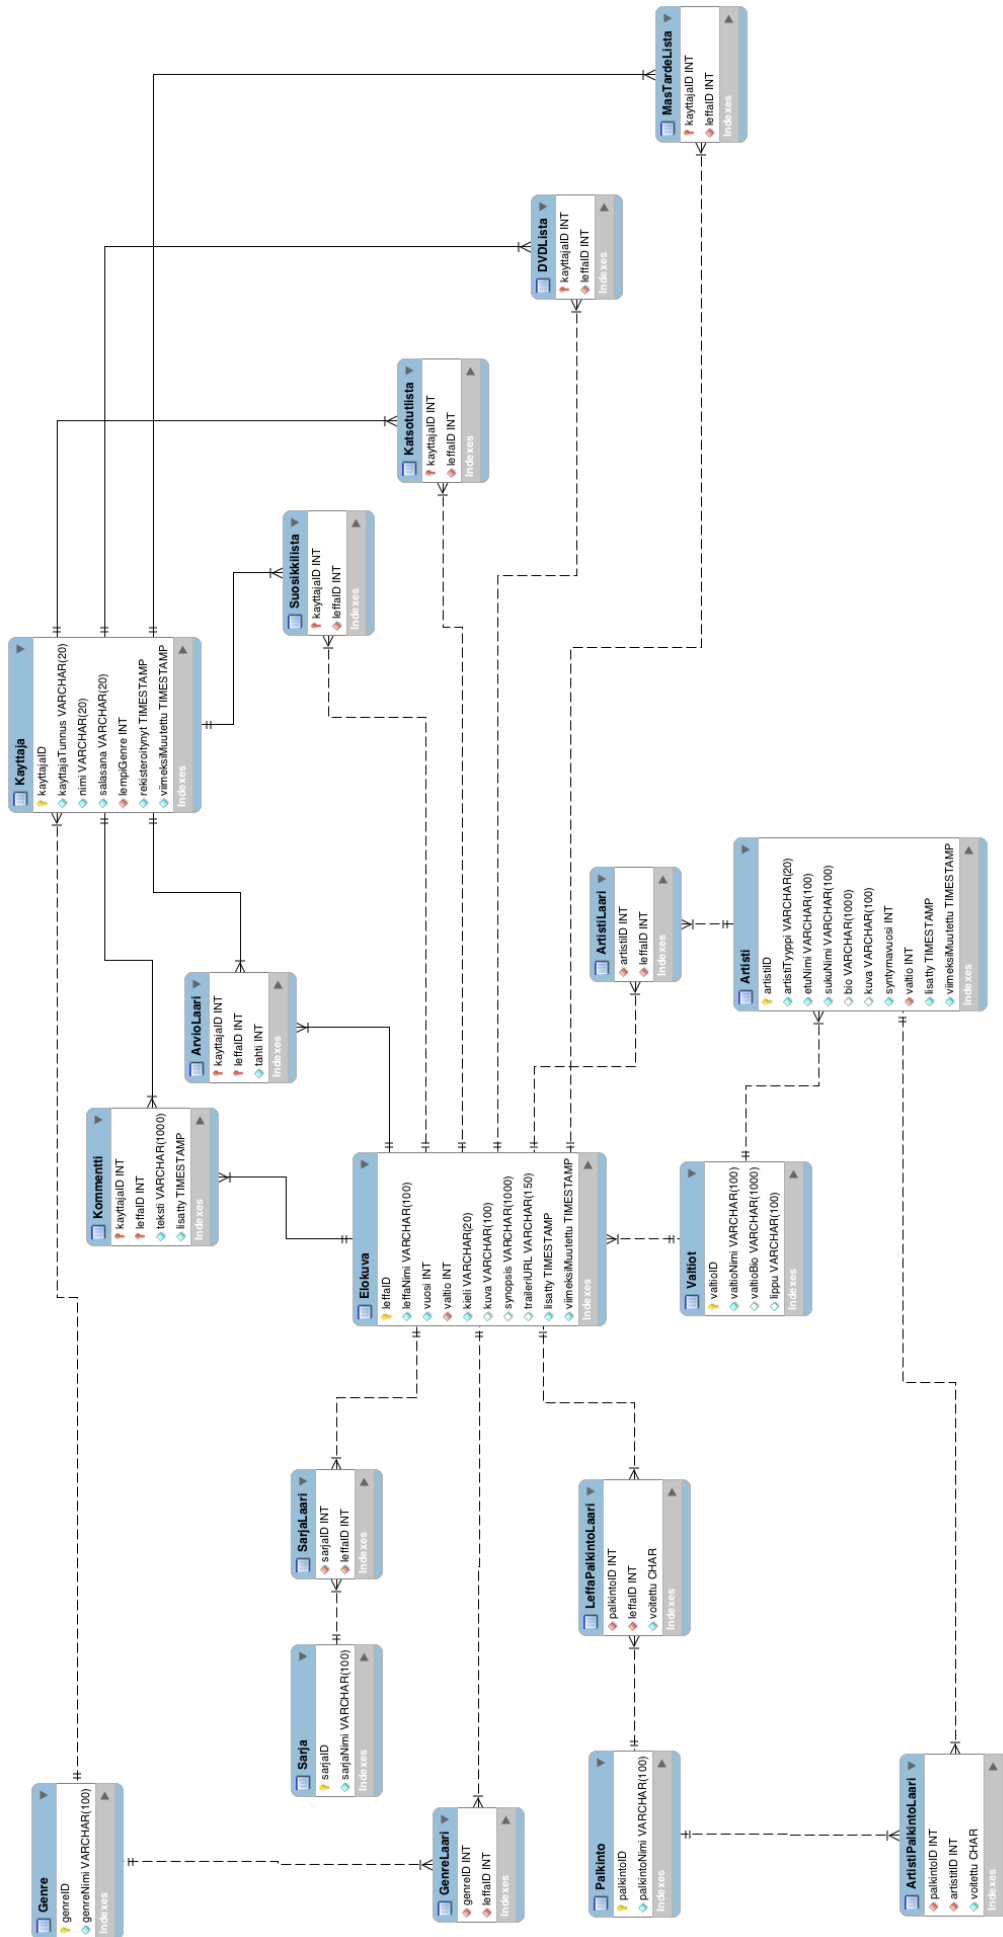 Genre
genreID
genreNimi VARCHAR(100)
Indexes
Kayttaja
kayttajaID
kayttajaTunnus VARCHAR(20)
nimi VARCHAR(20)
salasana VARCHAR(20)
lempiGenre INT
rekisteroitynyt TIMESTAMP
viimeksiMuutettu TIMESTAMP
Indexes
Kommentti
kayttajaID INT
leffaID INT
teksti VARCHAR(1000)
lisatty TIMESTAMP
Indexes
ArvioLaari
kayttajaID INT
leffaID INT
tahti INT
Indexes
Suosikkilista
kayttajaID INT
leffaID INT
Indexes
Katsotutlista
kayttajaID INT
leffaID INT
Indexes
DVDLista
kayttajaID INT
leffaID INT
Indexes
MasTardeLista
kayttajaID INT
leffaID INT
Indexes
Sarja
sarjaID
sarjaNimi VARCHAR(100)
Indexes
SarjaLaari
sarjaID INT
leffaID INT
Indexes
Elokuva
leffaID
leffaNimi VARCHAR(100)
vuosi INT
valtio INT
kieli VARCHAR(20)
kuva VARCHAR(100)
synopsis VARCHAR(1000)
traileriURL VARCHAR(150)
lisatty TIMESTAMP
viimeksiMuutettu TIMESTAMP
Indexes
GenreLaari
genreID INT
leffaID INT
Indexes
Palkinto
palkintoID
palkintoNimi VARCHAR(100)
Indexes
LeffaPalkintoLaari
palkintoID INT
leffaID INT
voitettu CHAR
Indexes
ArtistiLaari
artistiID INT
leffaID INT
Indexes
Valtiot
valtioID
valtioNimi VARCHAR(100)
valtioBio VARCHAR(1000)
lippu VARCHAR(100)
Indexes
Artisti
artistiID
artistiTyyppi VARCHAR(20)
etuNimi VARCHAR(100)
sukuNimi VARCHAR(100)
bio VARCHAR(1000)
kuva VARCHAR(100)
syntymavuosi INT
valtio INT
lisatty TIMESTAMP
viimeksiMuutettu TIMESTAMP
Indexes
ArtistiPalkintoLaari
palkintoID INT
artistiID INT
voitettu CHAR
Indexes